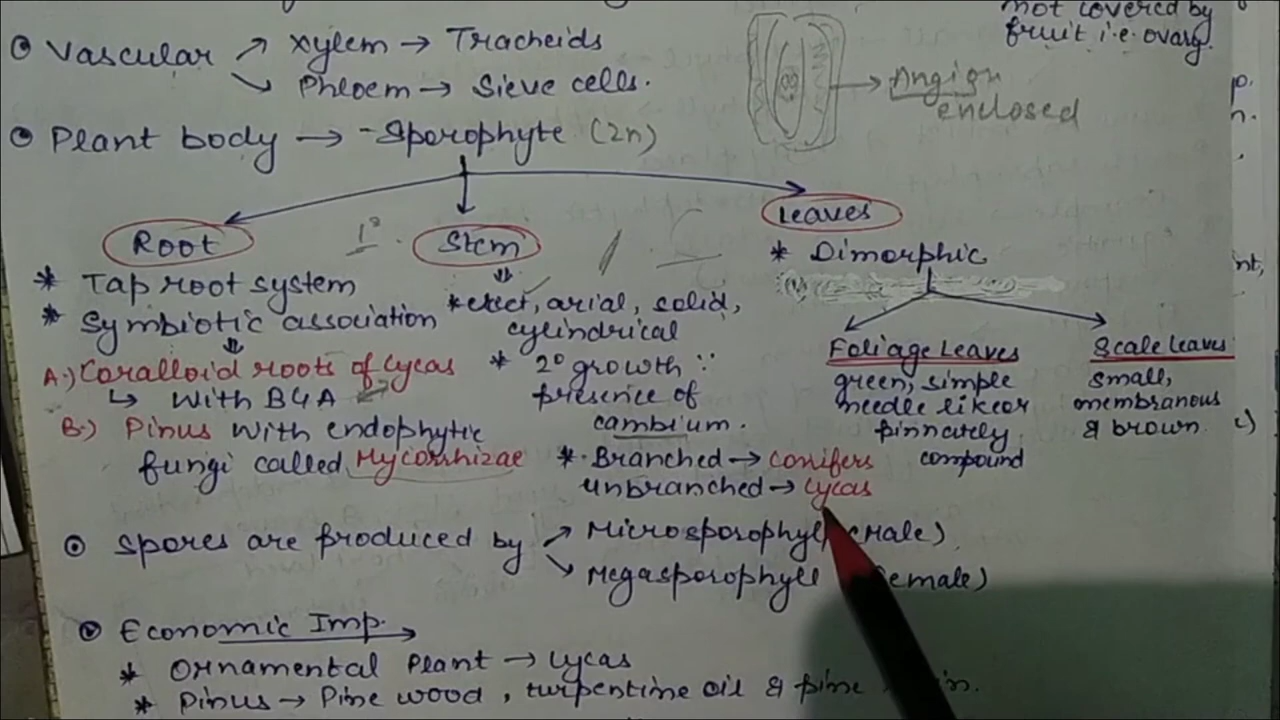 not covered by
fruit i.e. ovary.
Vascular ↗ Xylem → Tracheids
↘ Phloem → Sieve cells.
→ Angion
enclosed
Plant body → Sporophyte (2n)
Root
1°
Stem
Leaves
* Tap root system
* Symbiotic association
A.) Coralloid roots of Cycas
↳ with BGA
B.) Pinus with endophytic
fungi called Mycorrhizae
* erect, arial, solid,
cylindrical
* 2° growth ∵
presence of
cambium.
* Branched → Conifers
unbranched → Cycas
* Dimorphic
Foliage Leaves
green, simple
needle like or
pinnately
compound
Scale leaves
small,
membranous
& brown.
Spores are produced by ↗ Microsporophyll (Male)
↘ Megasporophyll (Female)
Economic Imp.
* Ornamental Plant → Cycas
* Pinus → Pine wood, turpentine oil & pine